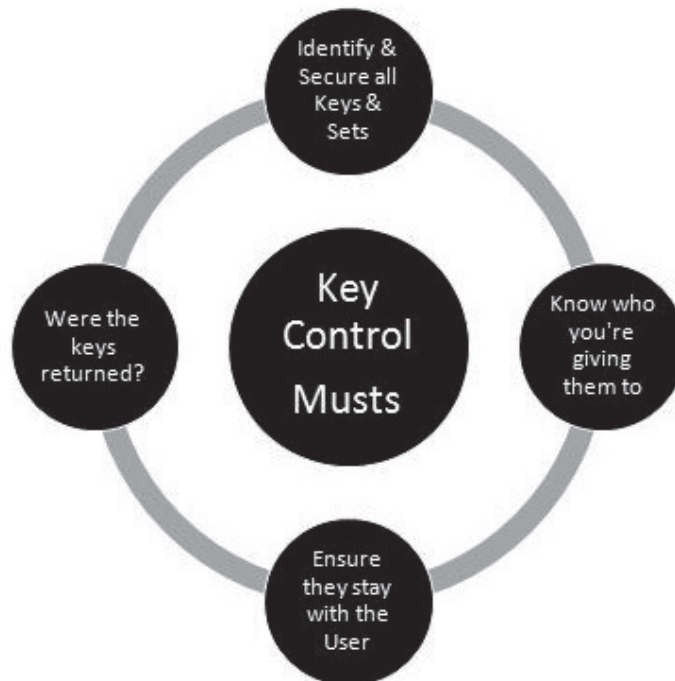 Identify &
Secure all
Keys &
Sets
Were the
keys
returned?
Key
Control
Musts
Know who
you're
giving
them to
Ensure
they stay
with the
User